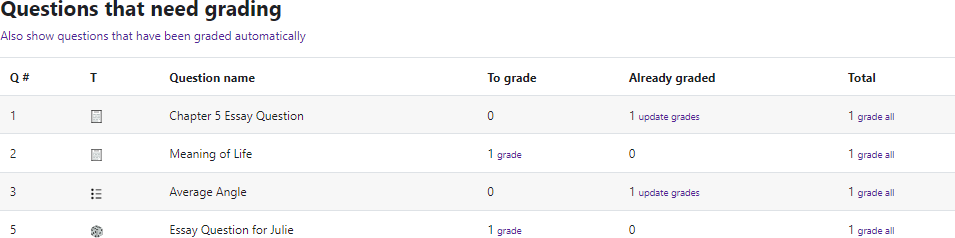 Questions that need grading
Also show questions that have been graded automatically
Q # T Question name To grade Already graded Total
1 Chapter 5 Essay Question 0 1 update grades 1 grade all
2 Meaning of Life 1 grade 0 1 grade all
3 Average Angle 0 1 update grades 1 grade all
5 Essay Question for Julie 1 grade 0 1 grade all